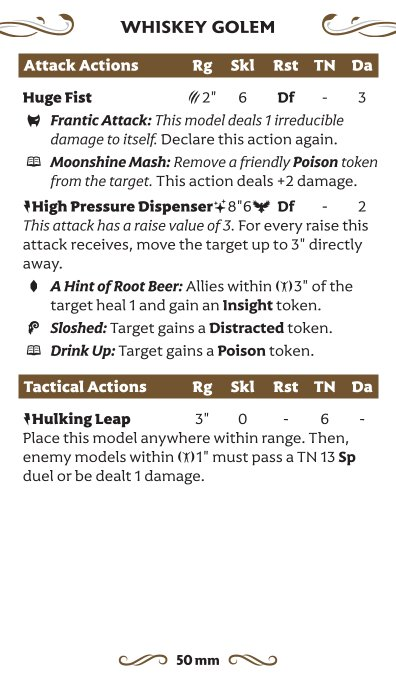 WHISKEY GOLEM
Attack Actions Rg Skl Rst TN Da
Huge Fist 2" 6 Df - 3
Frantic Attack: This model deals 1 irreducible
damage to itself. Declare this action again.
Moonshine Mash: Remove a friendly Poison token
from the target. This action deals +2 damage.
High Pressure Dispenser 8" 6 Df - 2
This attack has a raise value of 3. For every raise this
attack receives, move the target up to 3" directly
away.
A Hint of Root Beer: Allies within 3" of the
target heal 1 and gain an Insight token.
Sloshed: Target gains a Distracted token.
Drink Up: Target gains a Poison token.
Tactical Actions Rg Skl Rst TN Da
Hulking Leap 3" 0 - 6 -
Place this model anywhere within range. Then,
enemy models within 1" must pass a TN 13 Sp
duel or be dealt 1 damage.
50 mm